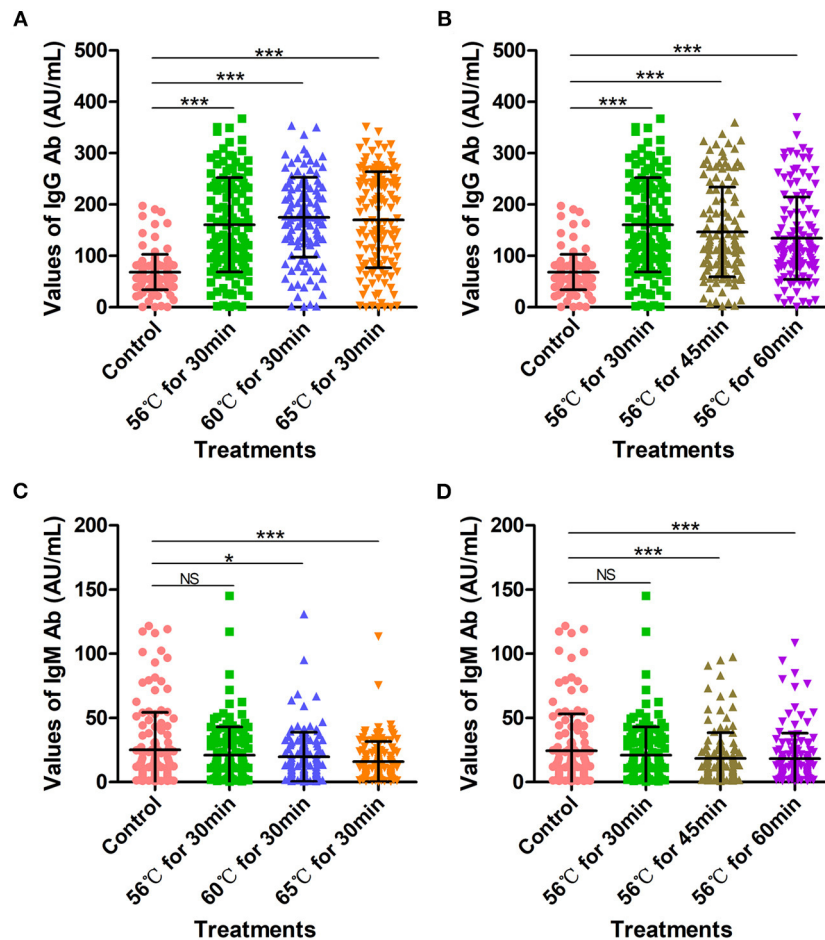 A
Values of IgG Ab (AU/mL)
500
400
300
200
100
0
***
***
***
Control
56℃ for 30min
60℃ for 30min
65℃ for 30min
Treatments
B
Values of IgG Ab (AU/mL)
500
400
300
200
100
0
***
***
***
Control
56℃ for 30min
56℃ for 45min
56℃ for 60min
Treatments
C
Values of IgM Ab (AU/mL)
200
150
100
50
0
***
*
NS
Control
56℃ for 30min
60℃ for 30min
65℃ for 30min
Treatments
D
Values of IgM Ab (AU/mL)
200
150
100
50
0
***
***
NS
Control
56℃ for 30min
56℃ for 45min
56℃ for 60min
Treatments